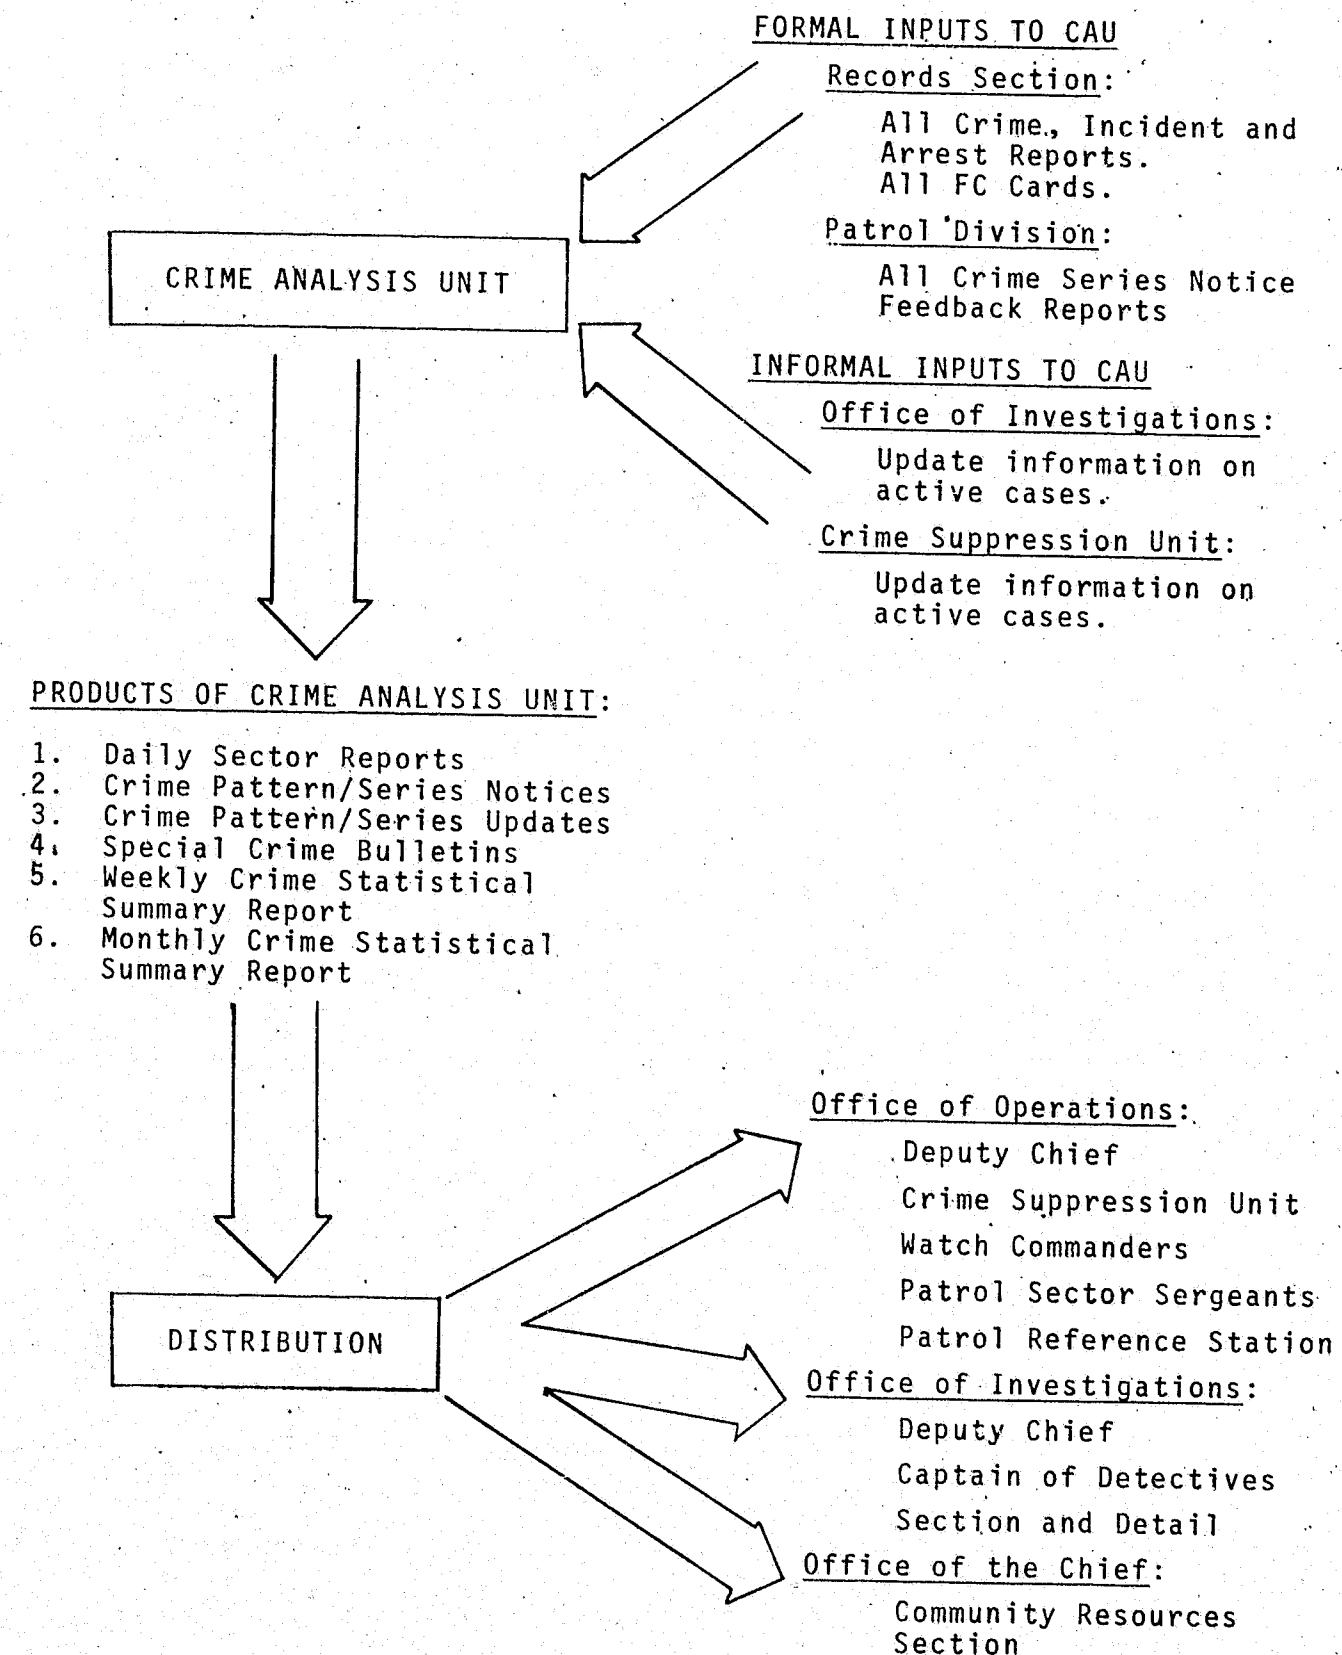 FORMAL INPUTS TO CAU
Records Section:
All Crime, Incident and
Arrest Reports.
All FC Cards.
Patrol Division:
All Crime Series Notice
Feedback Reports
CRIME ANALYSIS UNIT
INFORMAL INPUTS TO CAU
Office of Investigations:
Update information on
active cases.
Crime Suppression Unit:
Update information on
active cases.
PRODUCTS OF CRIME ANALYSIS UNIT:
1. Daily Sector Reports
2. Crime Pattern/Series Notices
3. Crime Pattern/Series Updates
4. Special Crime Bulletins
5. Weekly Crime Statistical
Summary Report
6. Monthly Crime Statistical
Summary Report
DISTRIBUTION
Office of Operations:
Deputy Chief
Crime Suppression Unit
Watch Commanders
Patrol Sector Sergeants
Patrol Reference Station
Office of Investigations:
Deputy Chief
Captain of Detectives
Section and Detail
Office of the Chief:
Community Resources
Section